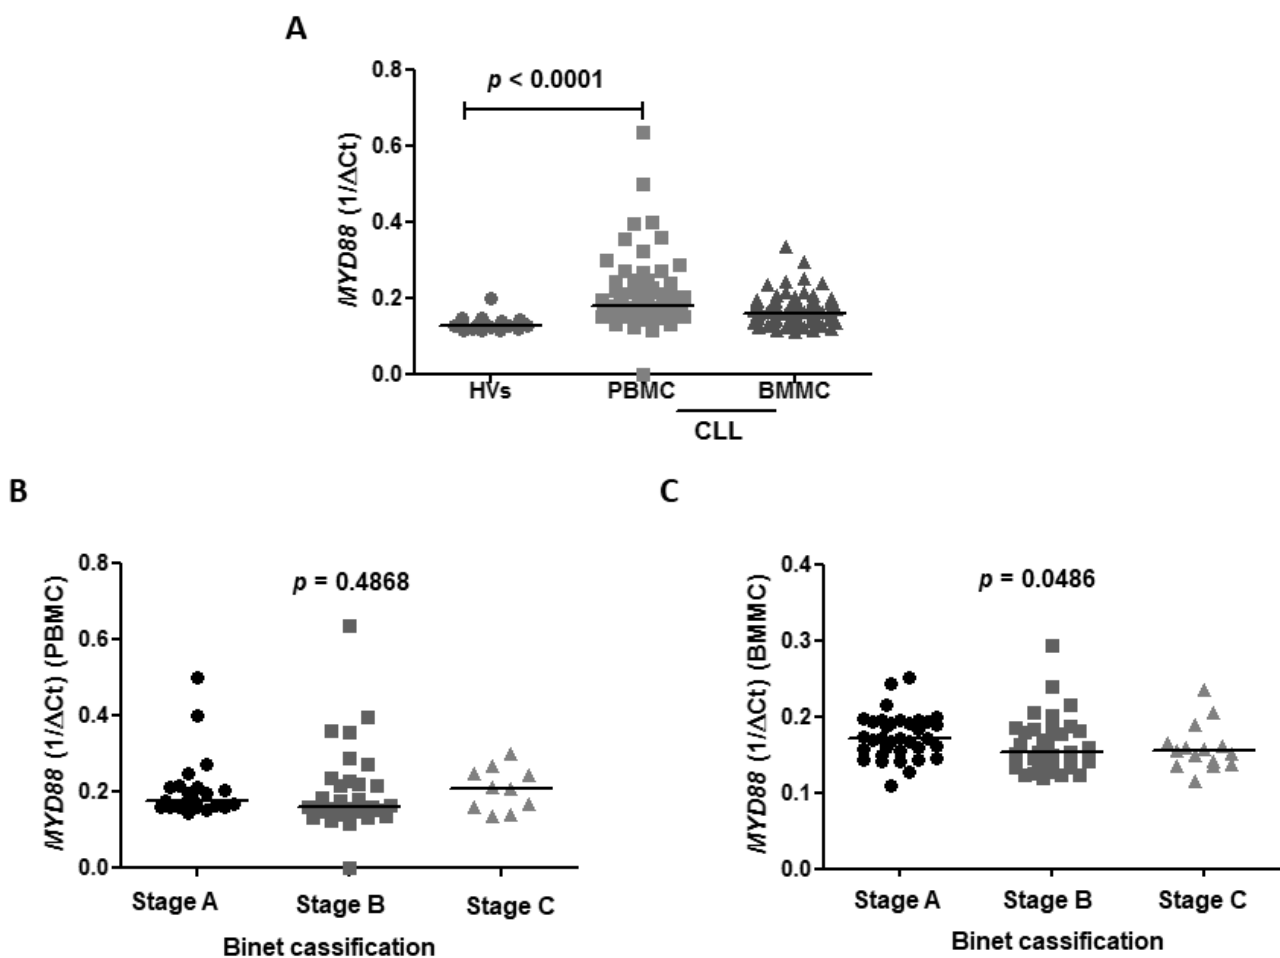 A
MYD88 (1/ΔCt)
0.8
0.6
0.4
0.2
0.0
p < 0.0001
HVs PBMC BMMC
CLL
B
MYD88 (1/ΔCt) (PBMC)
0.8
0.6
0.4
0.2
0.0
p = 0.4868
Stage A Stage B Stage C
Binet cassification
C
MYD88 (1/ΔCt) (BMMC)
0.4
0.3
0.2
0.1
0.0
p = 0.0486
Stage A Stage B Stage C
Binet cassification